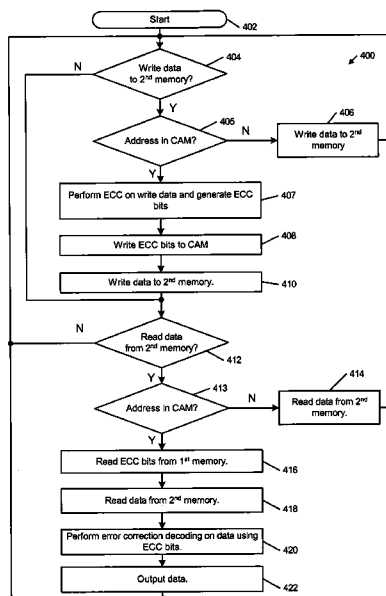 Start
402
400
N
Write data
to 2nd memory?
404
Y
405
Address in CAM?
N
406
Write data to 2nd
memory
Y
Perform ECC on write data and generate ECC
bits
407
Write ECC bits to CAM
408
Write data to 2nd memory.
410
N
Read data
from 2nd memory?
412
Y
413
Address in CAM?
N
414
Read data from 2nd
memory.
Y
Read ECC bits from 1st memory.
416
Read data from 2nd memory.
418
Perform error correction decoding on data using
ECC bits.
420
Output data.
422